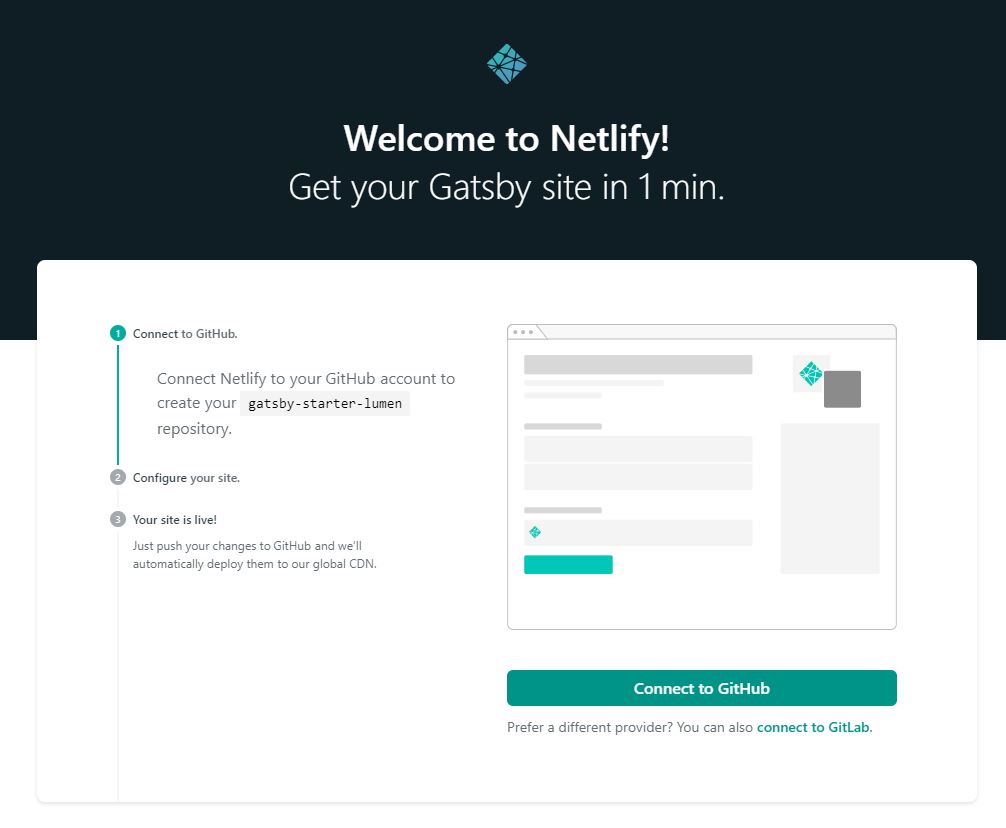 Welcome to Netlify!
Get your Gatsby site in 1 min.
1 Connect to GitHub.
Connect Netlify to your GitHub account to
create your gatsby-starter-lumen
repository.
2 Configure your site.
3 Your site is live!
Just push your changes to GitHub and we’ll
automatically deploy them to our global CDN.
Connect to GitHub
Prefer a different provider? You can also connect to GitLab.